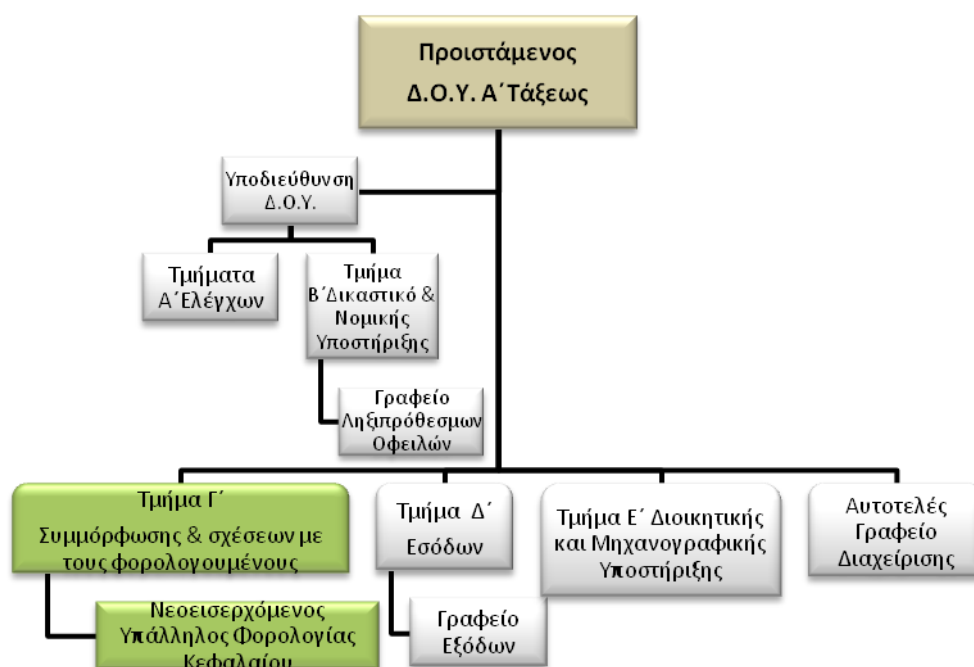 Προιστάμενος
Δ.Ο.Υ. Α΄Τάξεως
Υποδιεύθυνση
Δ.Ο.Υ.
Τμήματα
Α΄Ελέγχων
Τμήμα
Β΄Δικαστικό &
Νομικής
Υποστήριξης
Γραφείο
Ληξιπρόθεσμων
Οφειλών
Τμήμα Γ΄
Συμμόρφωσης & σχέσεων με
τους φορολογουμένους
Νεοεισερχόμενος
Υπάλληλος Φορολογίας
Κεφαλαίου
Τμήμα Δ΄
Εσόδων
Γραφείο
Εξόδων
Τμήμα Ε΄ Διοικητικής
και Μηχανογραφικής
Υποστήριξης
Αυτοτελές
Γραφείο
Διαχείρισης